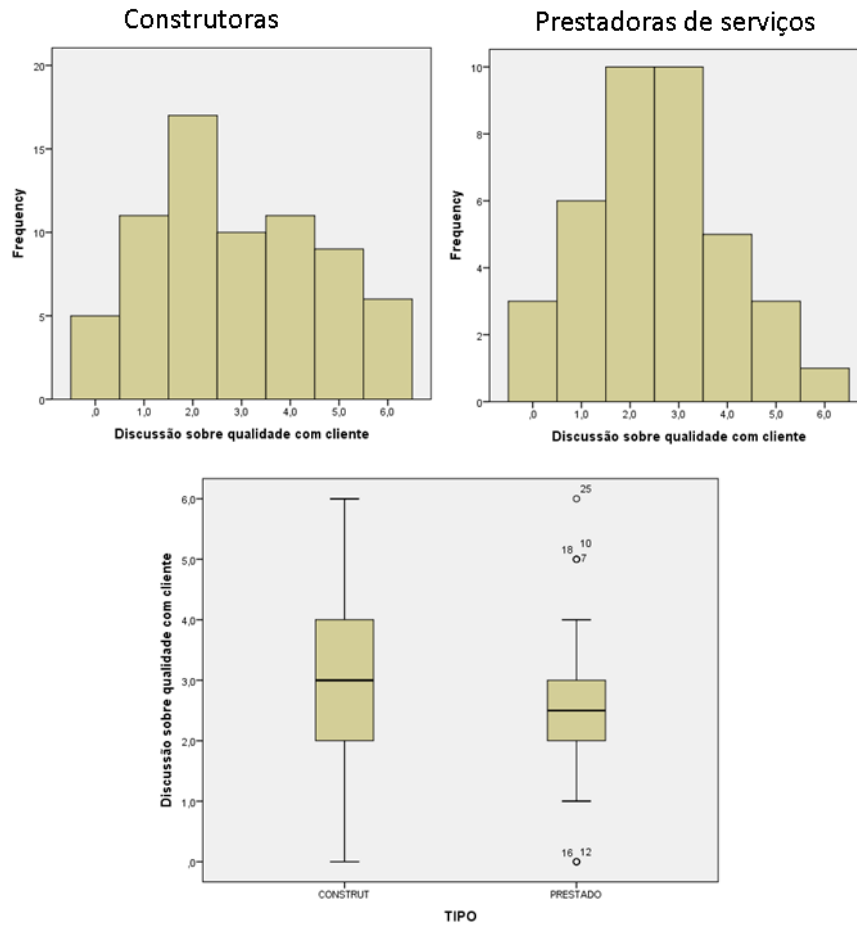 Construtoras
20
15
10
5
0
Frequency
,0 1,0 2,0 3,0 4,0 5,0 6,0
Discussão sobre qualidade com cliente
Prestadoras de serviços
10
8
6
4
2
0
Frequency
,0 1,0 2,0 3,0 4,0 5,0 6,0
Discussão sobre qualidade com cliente
6,0
5,0
4,0
3,0
2,0
1,0
,0
Discussão sobre qualidade com cliente
25
18 10
7
16 12
CONSTRUT PRESTADO
TIPO